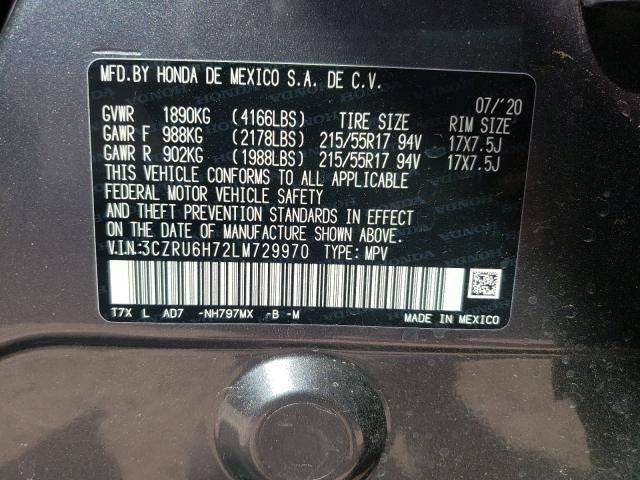 MFD.BY HONDA DE MEXICO S.A. DE C.V.
07/'20
GVWR 1890KG (4166LBS) TIRE SIZE RIM SIZE
GAWR F 988KG (2178LBS) 215/55R17 94V 17X7.5J
GAWR R 902KG (1988LBS) 215/55R17 94V 17X7.5J
THIS VEHICLE CONFORMS TO ALL APPLICABLE
FEDERAL MOTOR VEHICLE SAFETY
AND THEFT PREVENTION STANDARDS IN EFFECT
ON THE DATE OF MANUFACTURE SHOWN ABOVE.
V.I.N:3CZRU6H72LM729970 TYPE: MPV
T7X L AD7 -NH797MX -B -M
MADE IN MEXICO